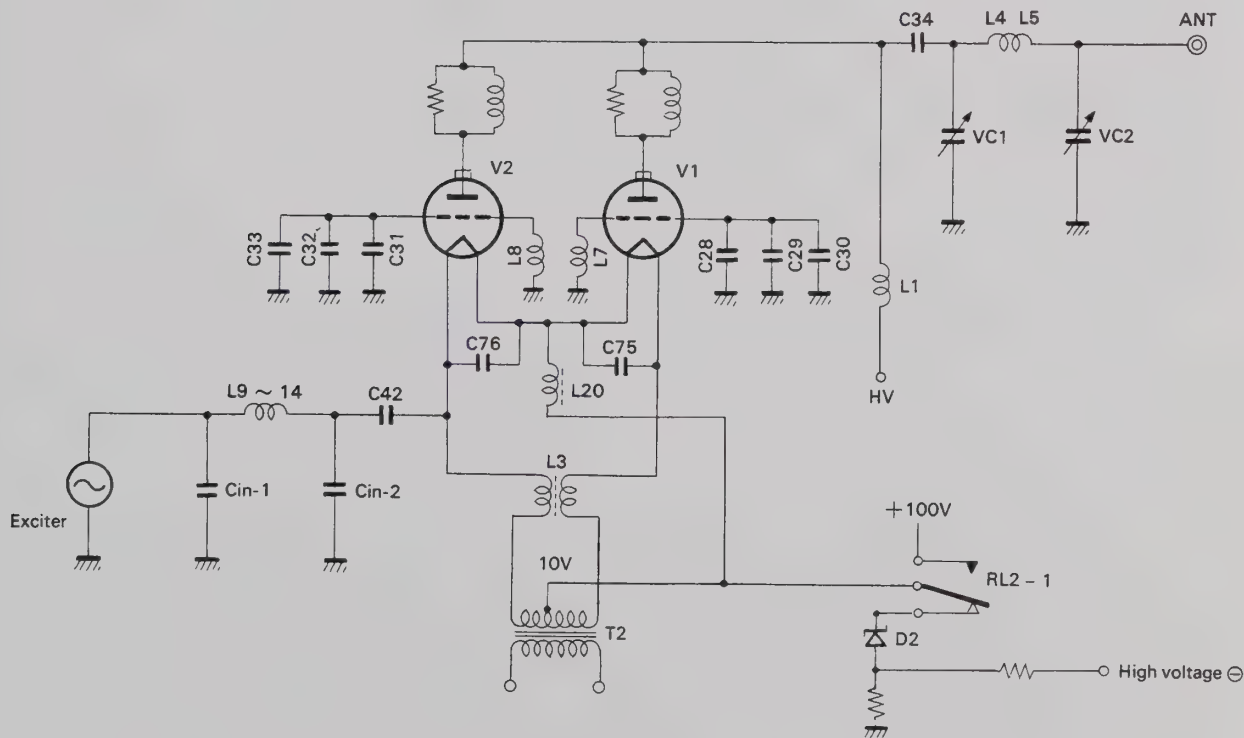 C34
L4 L5
ANT
VC1
VC2
V2
V1
C33
C32
C31
L8
L7
C28
C29
C30
L1
HV
C76
C75
L20
L9 ~ 14
C42
L3
Cin-1
Cin-2
Exciter
10V
T2
+100V
RL2 - 1
D2
High voltage ⊖